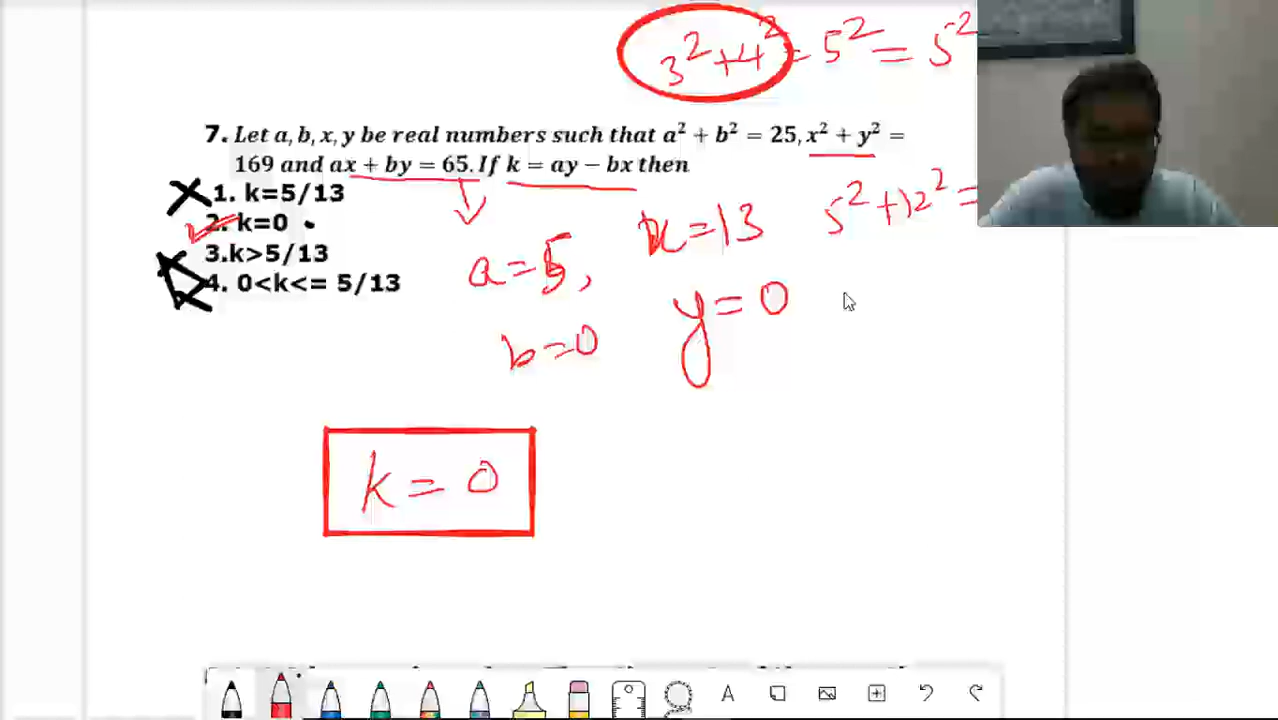 3² + 4² = 5² = 5²
7. Let a, b, x, y be real numbers such that a² + b² = 25, x² + y² =
169 and ax + by = 65. If k = ay − bx then
1. k=5/13
2. k=0
3.k>5/13
4. 0<k<= 5/13
5² + 12² =
a = 5,
x = 13
b = 0
y = 0
k = 0
A